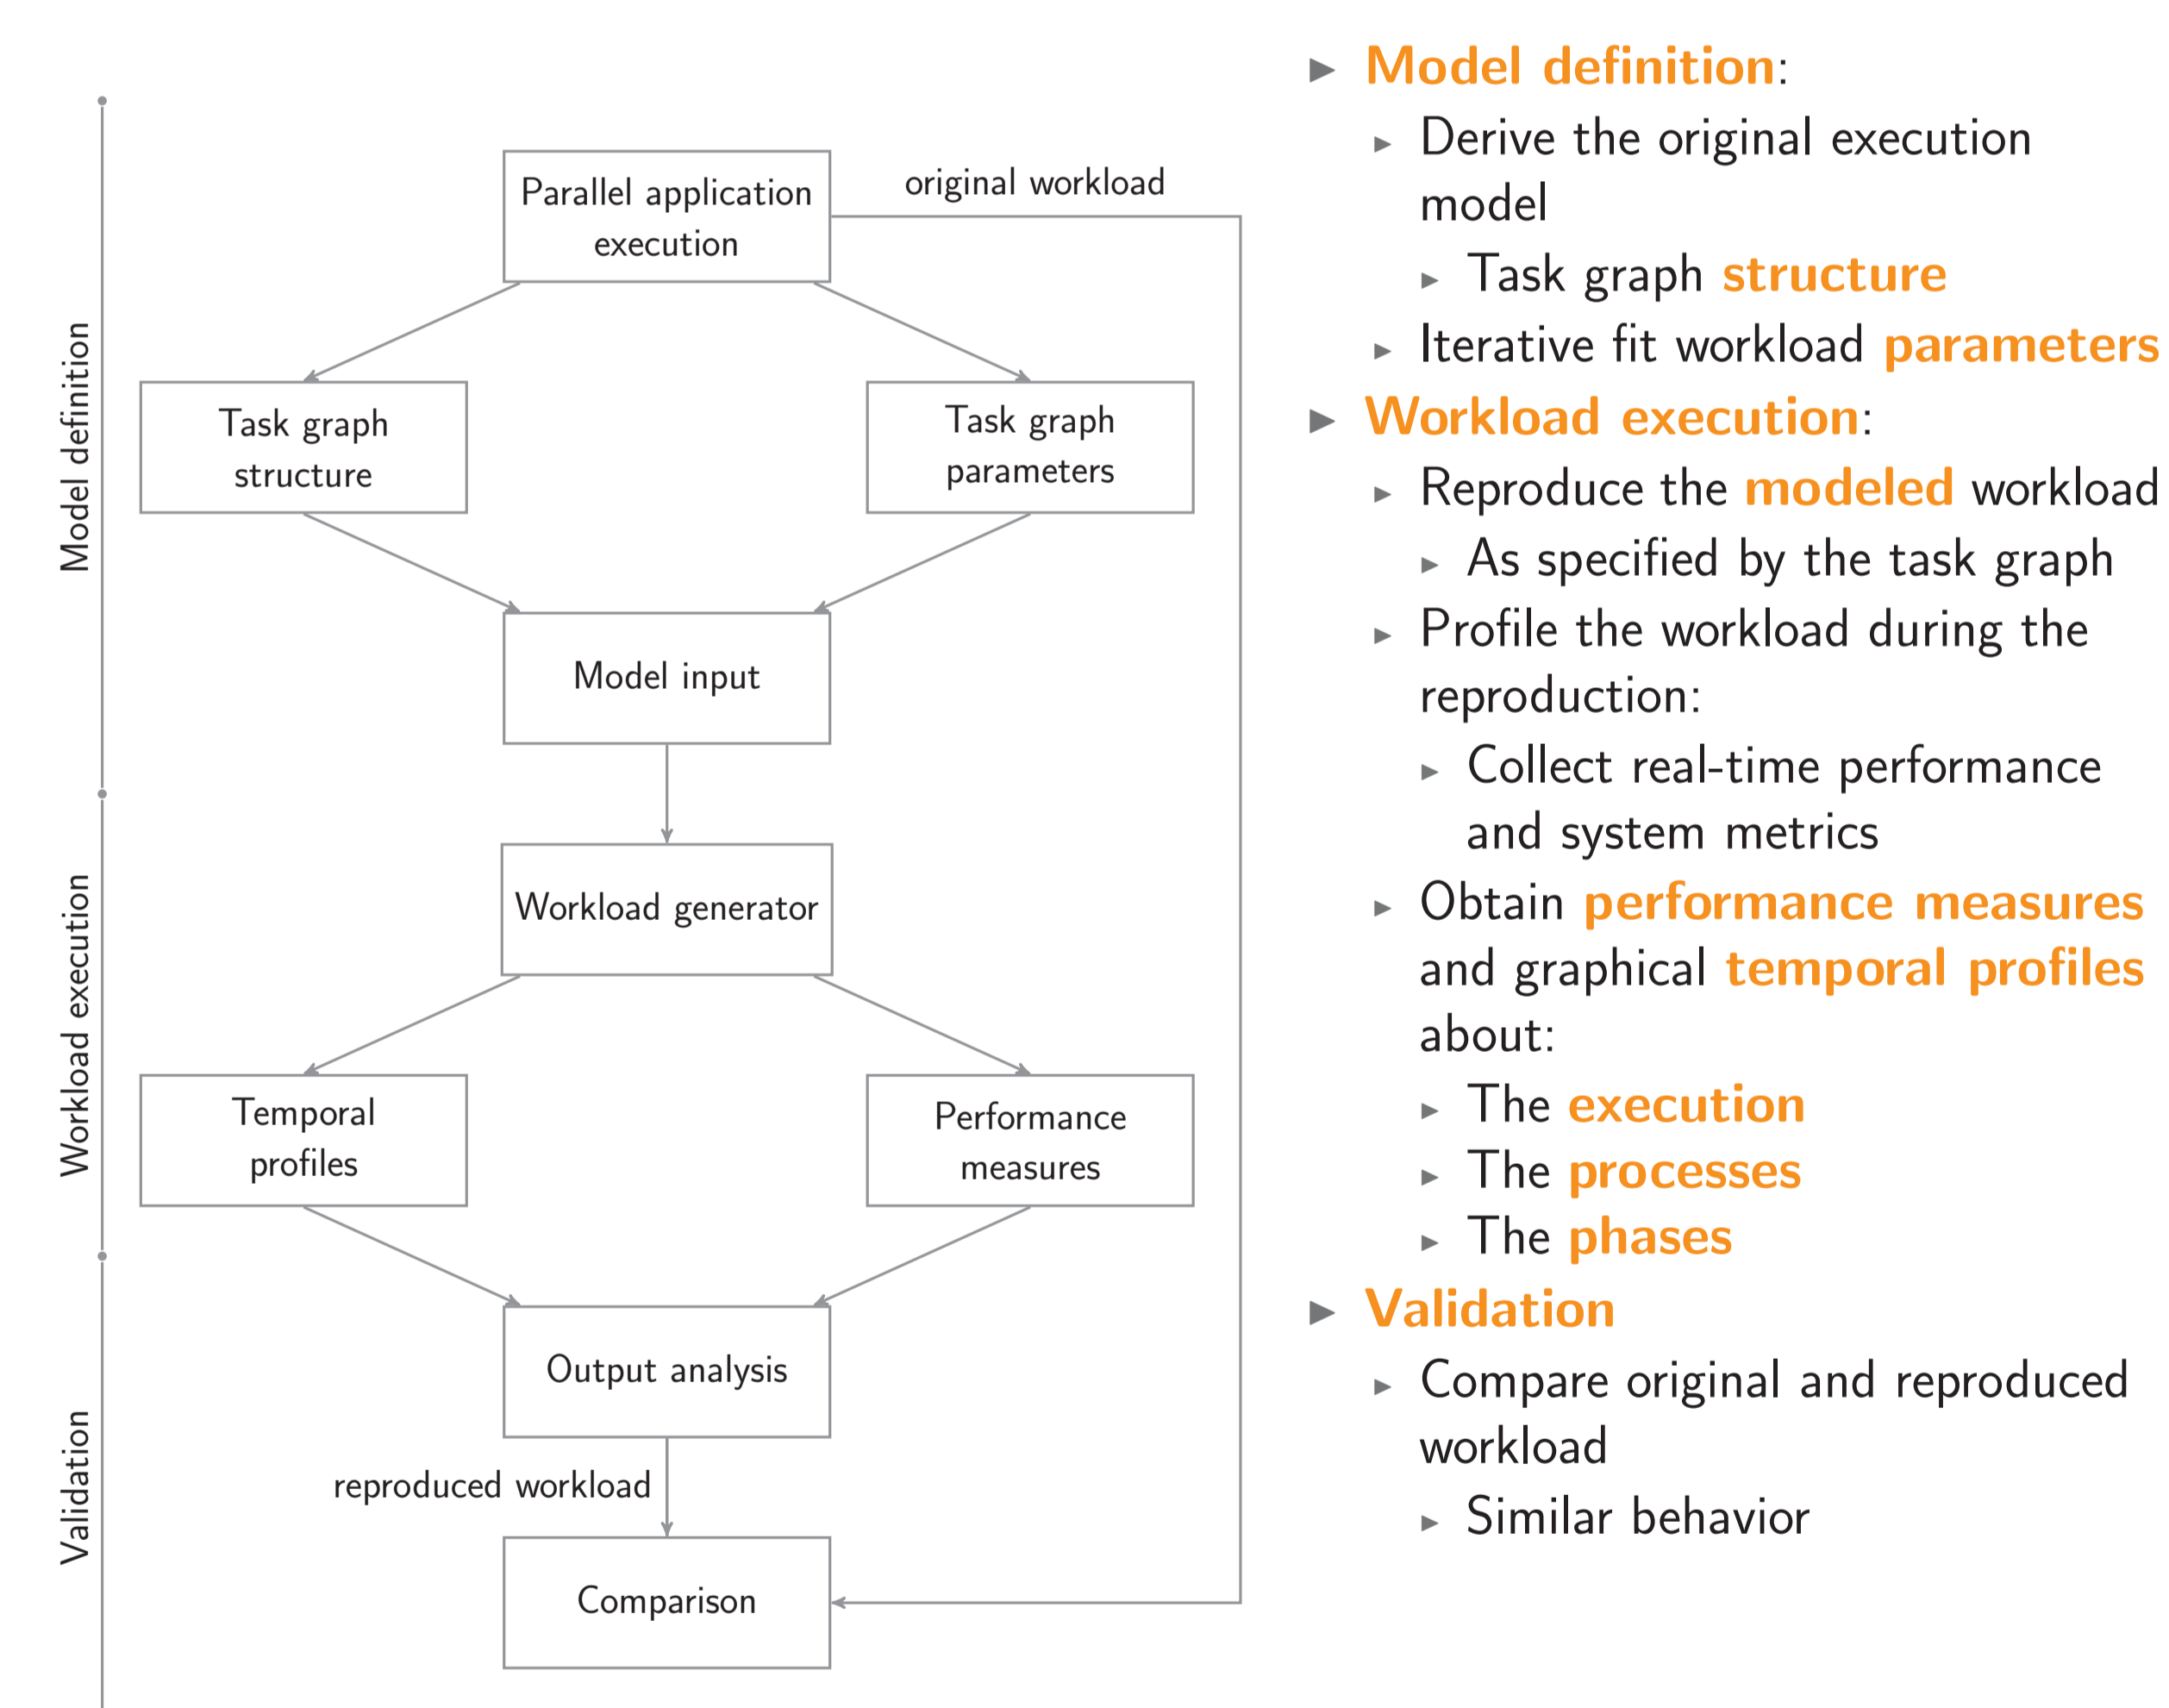 Model definition
Workload execution
Validation
Parallel application
execution
original workload
Task graph
structure
Task graph
parameters
Model input
Workload generator
Temporal
profiles
Performance
measures
Output analysis
reproduced workload
Comparison
Model definition:
Derive the original execution
model
Task graph structure
Iterative fit workload parameters
Workload execution:
Reproduce the modeled workload
As specified by the task graph
Profile the workload during the
reproduction:
Collect real-time performance
and system metrics
Obtain performance measures
and graphical temporal profiles
about:
The execution
The processes
The phases
Validation
Compare original and reproduced
workload
Similar behavior